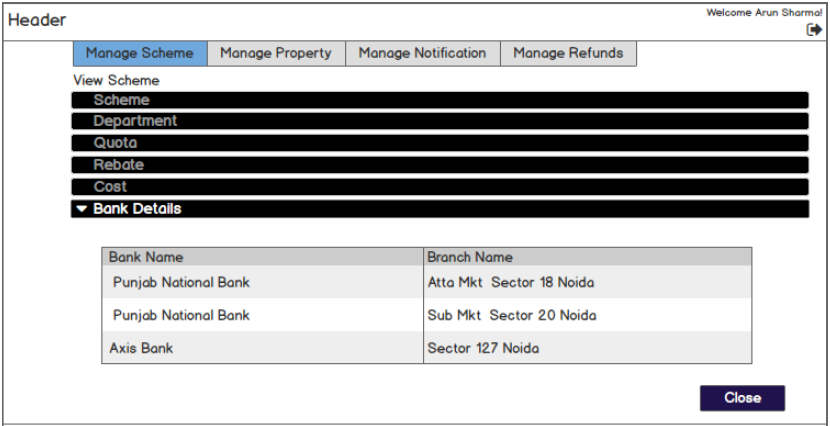 Header
Welcome Arun Sharma!
Manage Scheme Manage Property Manage Notification Manage Refunds
View Scheme
Scheme
Department
Quota
Rebate
Cost
Bank Details
Bank Name Branch Name
Punjab National Bank Atta Mkt Sector 18 Noida
Punjab National Bank Sub Mkt Sector 20 Noida
Axis Bank Sector 127 Noida
Close